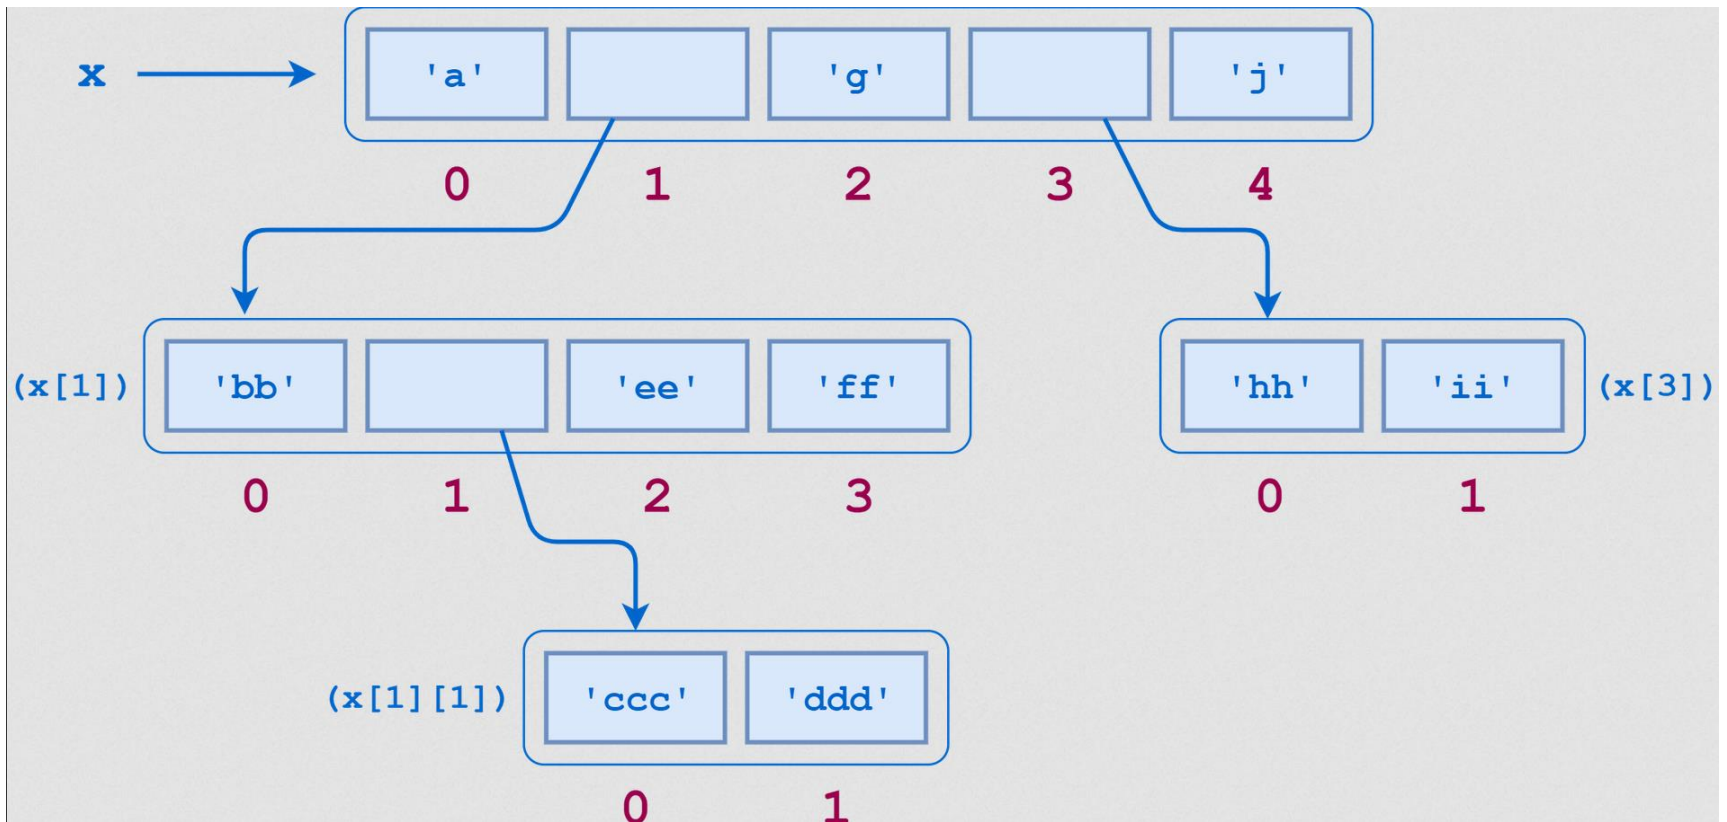 x 'a' 'g' 'j'
0 1 2 3 4
(x[1]) 'bb' 'ee' 'ff' 'hh' 'ii' (x[3])
0 1 2 3 0 1
(x[1][1]) 'ccc' 'ddd'
0 1